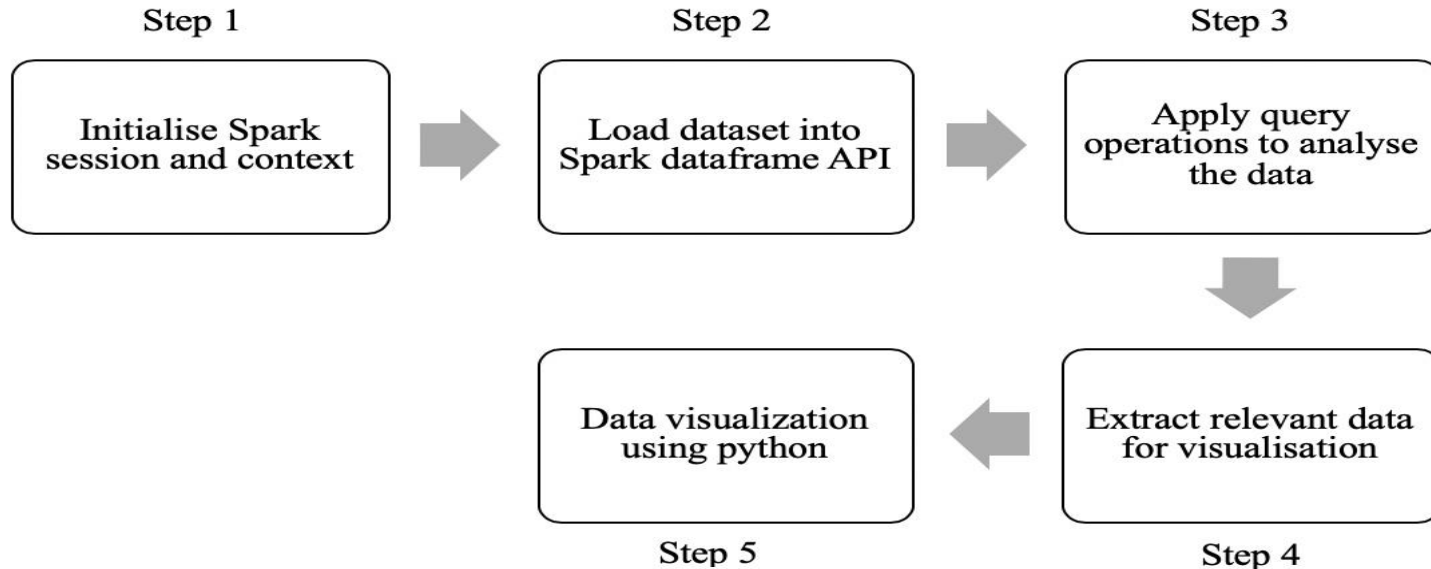 Step 1
Initialise Spark
session and context
Step 2
Load dataset into
Spark dataframe API
Step 3
Apply query
operations to analyse
the data
Extract relevant data
for visualisation
Step 4
Data visualization
using python
Step 5